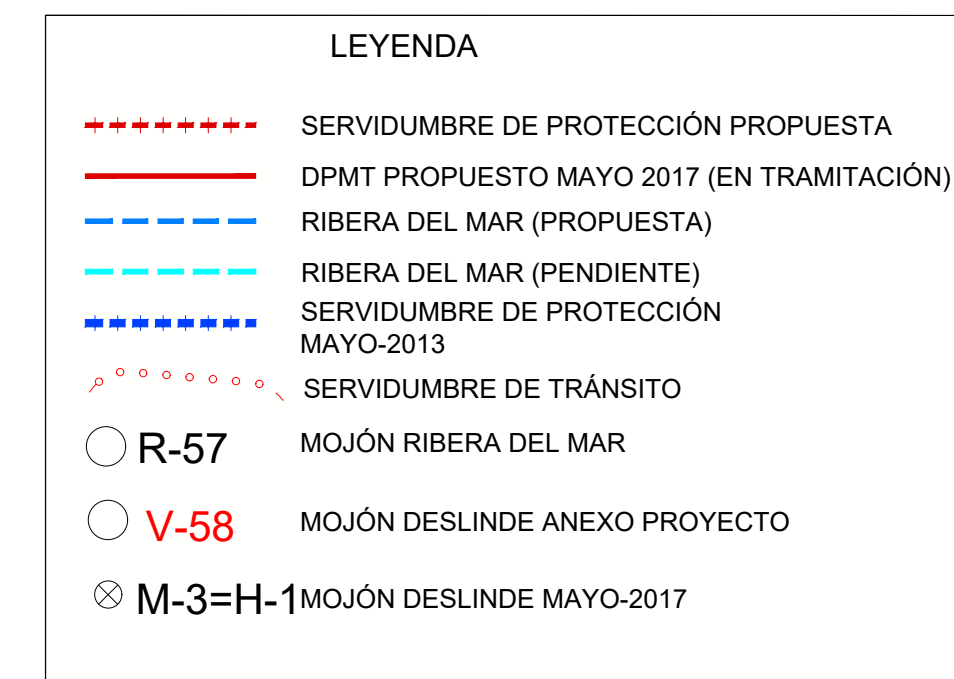 LEYENDA
SERVIDUMBRE DE PROTECCIÓN PROPUESTA
DPMT PROPUESTO MAYO 2017 (EN TRAMITACIÓN)
RIBERA DEL MAR (PROPUESTA)
RIBERA DEL MAR (PENDIENTE)
SERVIDUMBRE DE PROTECCIÓN
MAYO-2013
SERVIDUMBRE DE TRÁNSITO
R-57 MOJÓN RIBERA DEL MAR
V-58 MOJÓN DESLINDE ANEXO PROYECTO
M-3=H-1 MOJÓN DESLINDE MAYO-2017